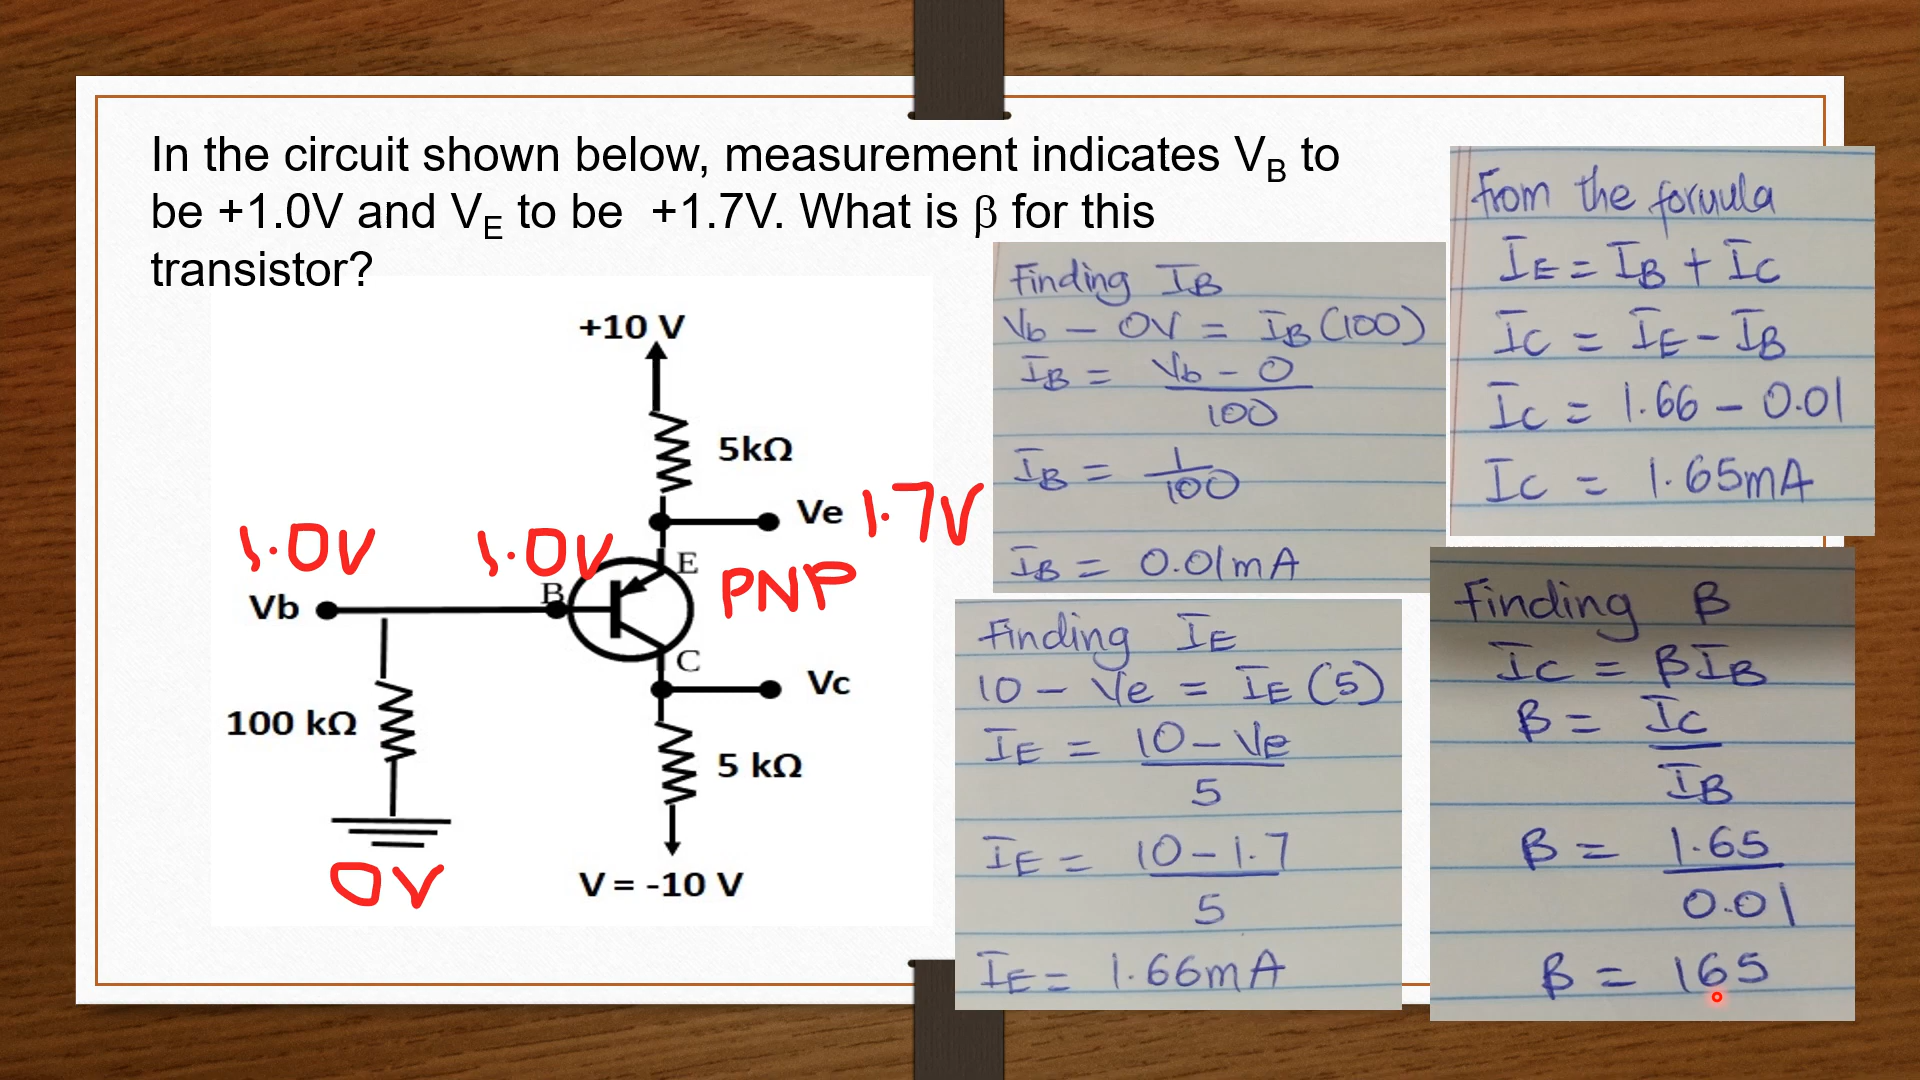 In the circuit shown below, measurement indicates VB to
be +1.0V and VE to be +1.7V. What is β for this
transistor?
+10 V
5kΩ
Ve
1.7V
1.0V
1.0V
E
PNP
B
Vb
C
Vc
100 kΩ
5 kΩ
0V
V = -10 V
Finding IB
Vb - 0V = IB (100)
IB = Vb - 0
100
IB = 1
100
IB = 0.01mA
Finding IE
10 - Ve = IE (5)
IE = 10 - Ve
5
IE = 10 - 1.7
5
IE = 1.66mA
From the formula
IE = IB + IC
IC = IE - IB
IC = 1.66 - 0.01
IC = 1.65mA
Finding β
IC = βIB
β = IC
IB
β = 1.65
0.01
β = 165